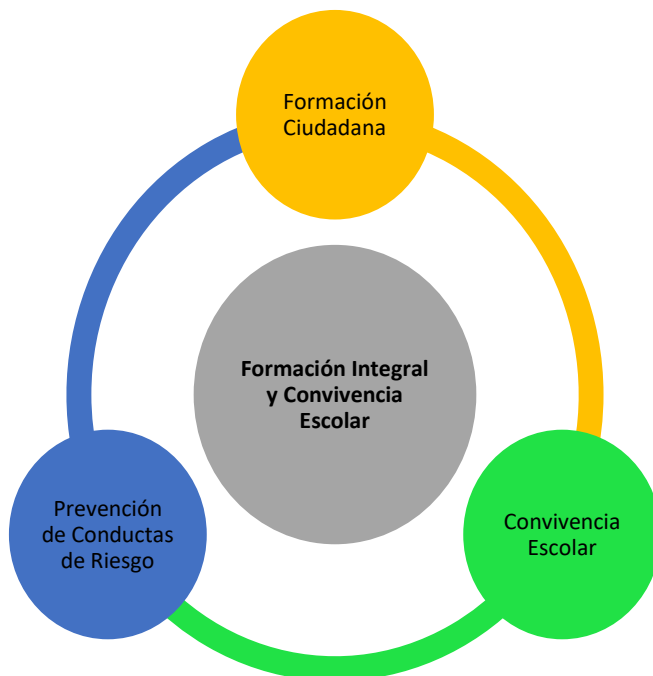 Formación
Ciudadana
Formación Integral
y Convivencia
Escolar
Prevención
de Conductas
de Riesgo
Convivencia
Escolar